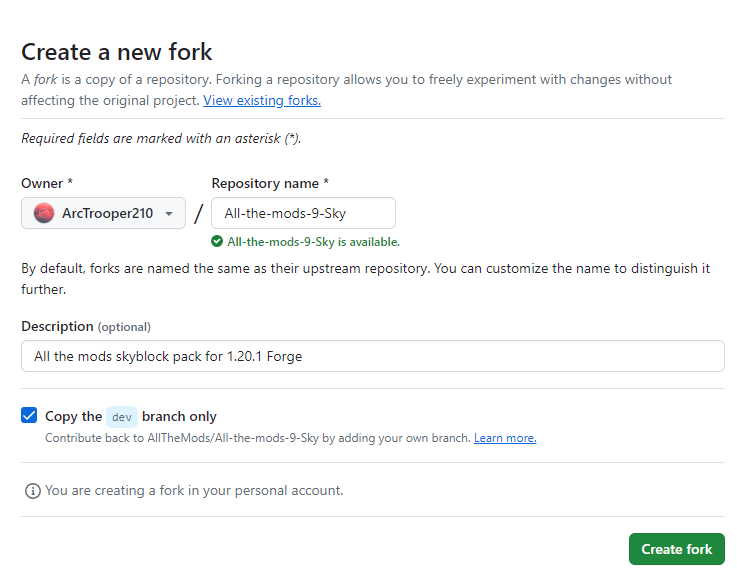 Create a new fork
A fork is a copy of a repository. Forking a repository allows you to freely experiment with changes without
affecting the original project. View existing forks.
Required fields are marked with an asterisk (*).
Owner * Repository name *
ArcTrooper210 / All-the-mods-9-Sky
All-the-mods-9-Sky is available.
By default, forks are named the same as their upstream repository. You can customize the name to distinguish it
further.
Description (optional)
All the mods skyblock pack for 1.20.1 Forge
Copy the dev branch only
Contribute back to AllTheMods/All-the-mods-9-Sky by adding your own branch. Learn more.
You are creating a fork in your personal account.
Create fork